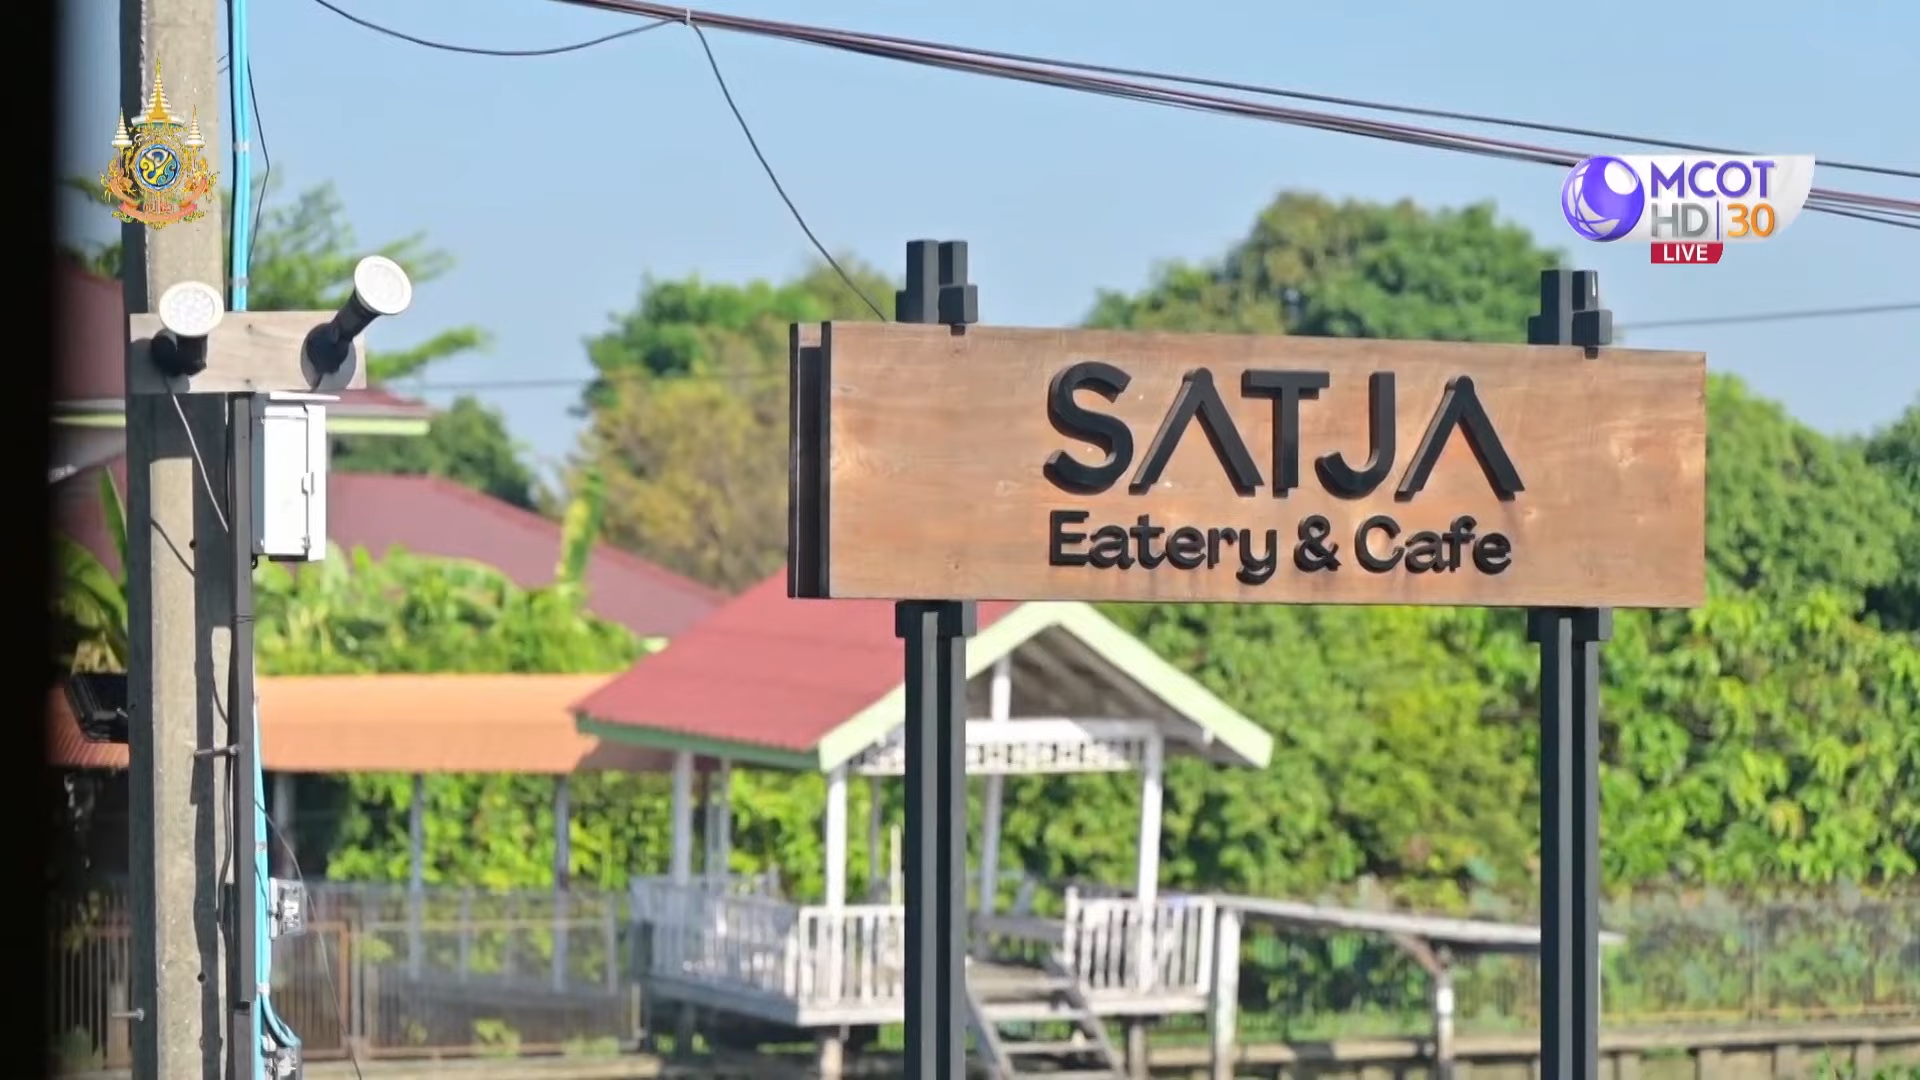 MCOT
HD 30
LIVE
SATJA
Eatery & Cafe